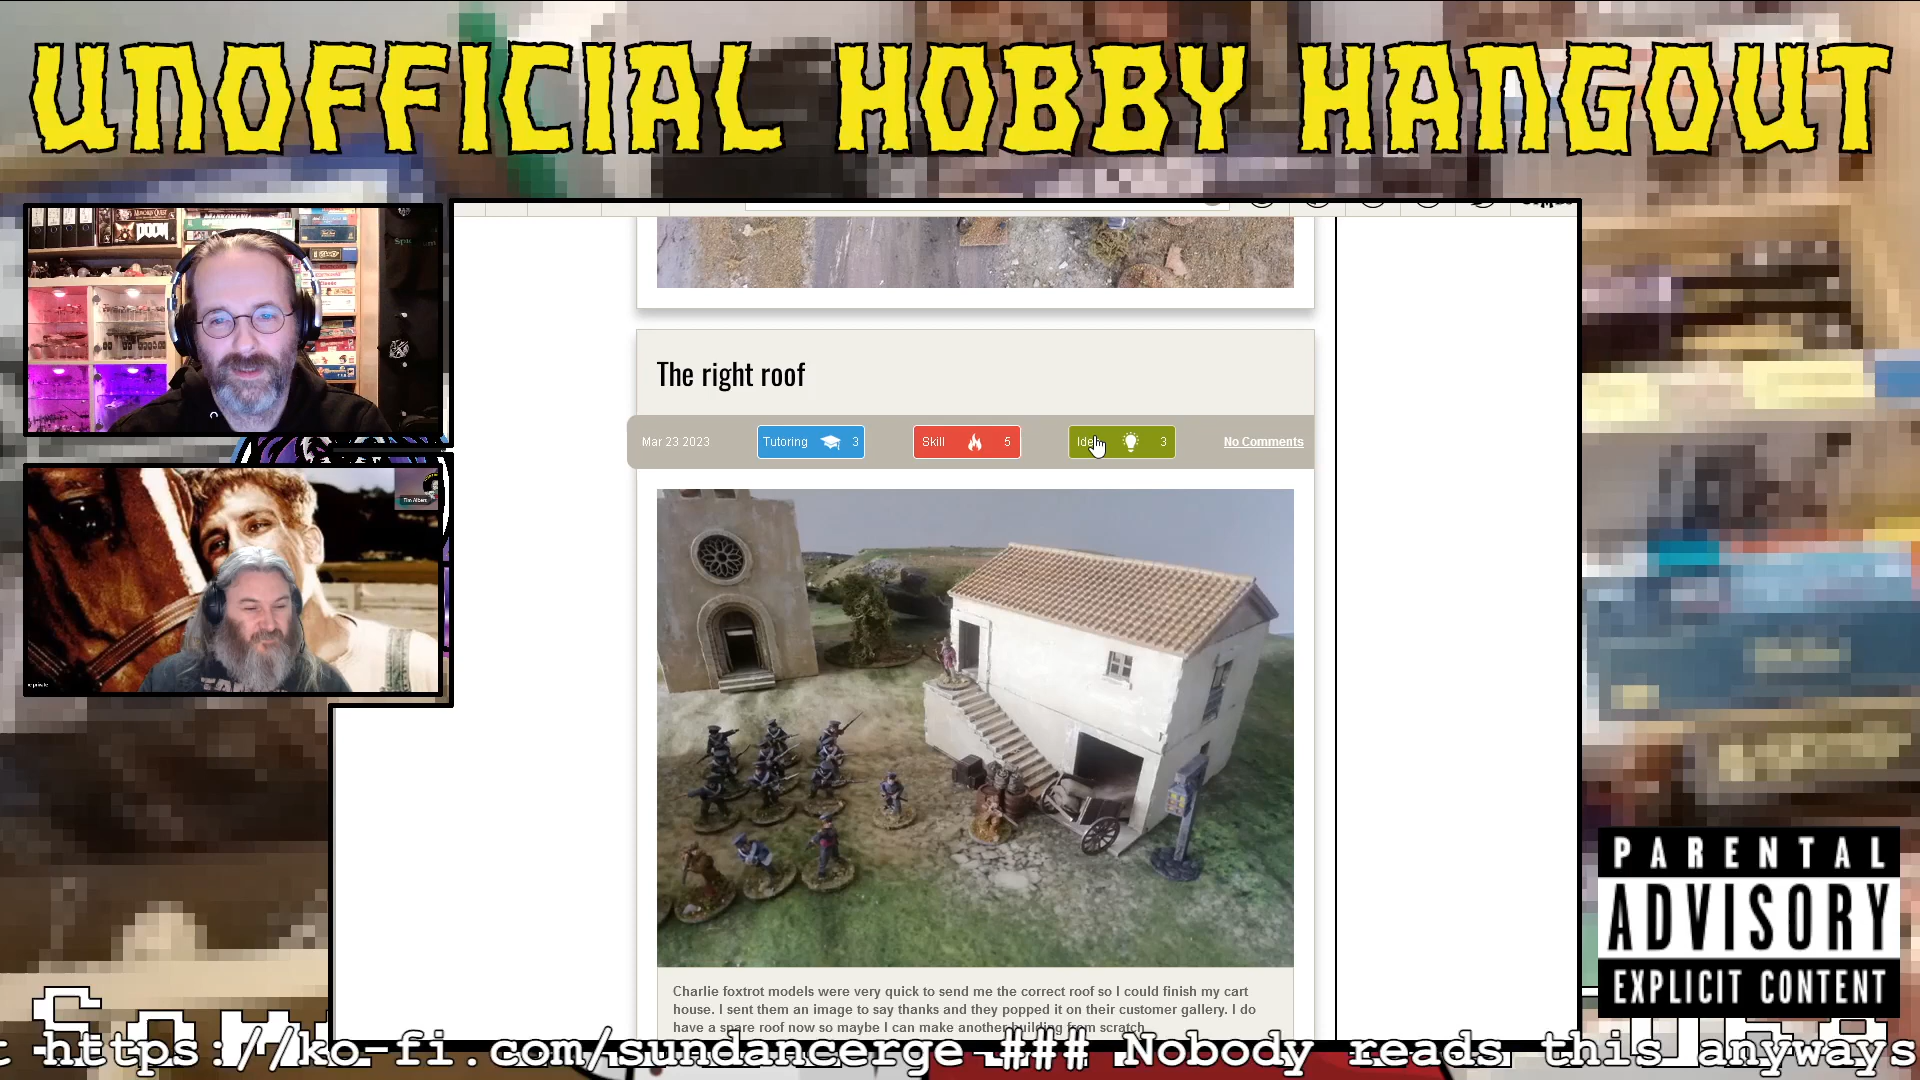 UNOFFICIAL HOBBY HANGOUT
DOOM
Tim Albers
The right roof
Mar 23 2023
Tutoring 3
Skill 5
3
No Comments
Charlie foxtrot models were very quick to send me the correct roof so I could finish my cart
house. I sent them an image to say thanks and they popped it on their customer gallery. I do
have a spare roof now so maybe I can make another building from scratch
PARENTAL
ADVISORY
EXPLICIT CONTENT
https://ko-fi.com/sundancerge ### Nobody reads this anyways